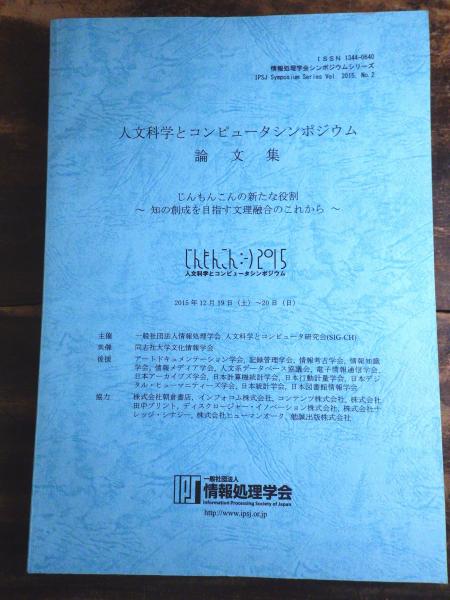 ISSN 1344-0640
情報処理学会シンポジウムシリーズ
IPSJ Symposium Series Vol. 2015, No.2
人文科学とコンピュータシンポジウム
論 文 集
じんもんこんの新たな役割
～ 知の創成を目指す文理融合のこれから ～
じんもんこん:-) 2015
人文科学とコンピュータシンポジウム
2015年12月19日（土）～20日（日）
主催 一般社団法人情報処理学会 人文科学とコンピュータ研究会(SIG-CH)
共催 同志社大学文化情報学会
後援 アート・ドキュメンテーション学会, 記録管理学会, 情報考古学会, 情報知識
学会, 情報メディア学会, 人文系データベース協議会, 電子情報通信学会,
日本アーカイブズ学会, 日本計算機統計学会, 日本行動計量学会, 日本デジ
タル・ヒューマニティーズ学会, 日本統計学会, 日本図書館情報学会
協力 株式会社朝倉書店, インフォコム株式会社, コンテンツ株式会社, 株式会社
田中プリント, ディスクロージャー・イノベーション株式会社, 株式会社ナ
レッジ・シナジー, 株式会社ヒューマンオーク, 勉誠出版株式会社
IPSJ
一般社団法人
情報処理学会
Information Processing Society of Japan
http://www.ipsj.or.jp